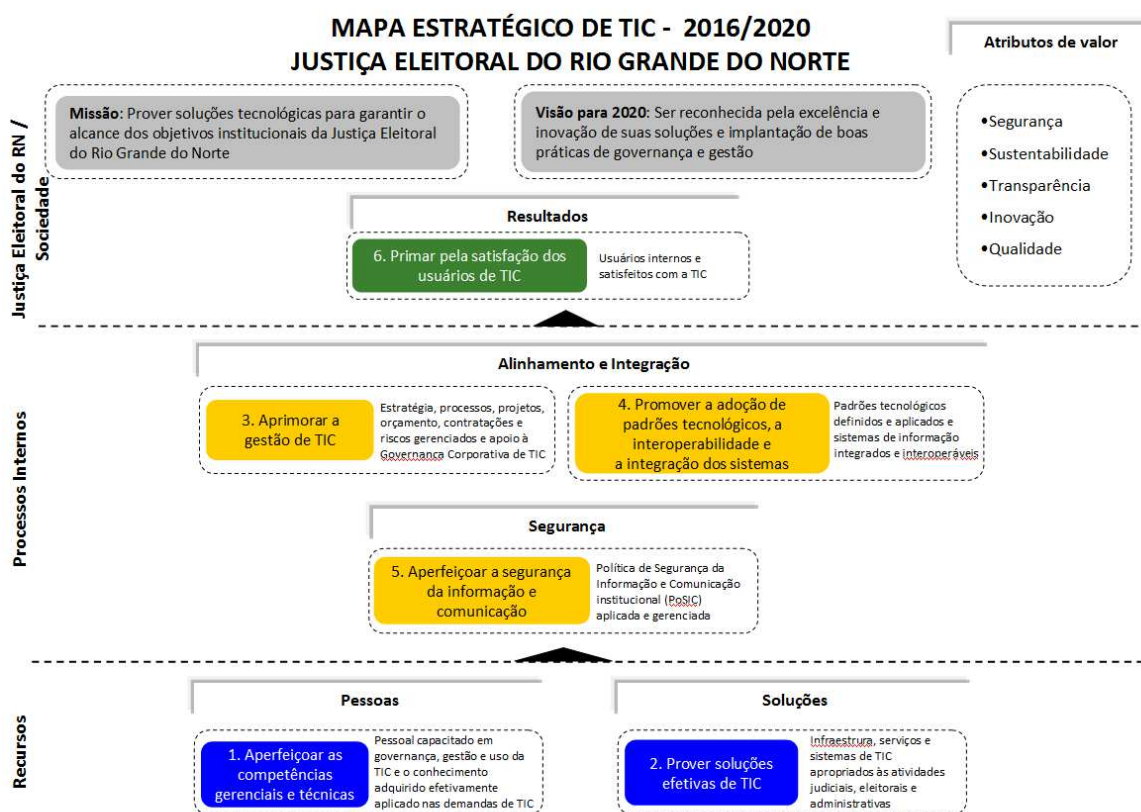 MAPA ESTRATÉGICO DE TIC - 2016/2020
JUSTIÇA ELEITORAL DO RIO GRANDE DO NORTE
Atributos de valor
•Segurança
•Sustentabilidade
•Transparência
•Inovação
•Qualidade
Justiça Eleitoral do RN /
Sociedade
Missão: Prover soluções tecnológicas para garantir o
alcance dos objetivos institucionais da Justiça Eleitoral
do Rio Grande do Norte
Visão para 2020: Ser reconhecida pela excelência e
inovação de suas soluções e implantação de boas
práticas de governança e gestão
Resultados
6. Primar pela satisfação dos
usuários de TIC
Usuários internos e
satisfeitos com a TIC
Processos Internos
Alinhamento e Integração
3. Aprimorar a
gestão de TIC
Estratégia, processos, projetos,
orçamento, contratações e
riscos gerenciados e apoio à
Governança Corporativa de TIC
4. Promover a adoção de
padrões tecnológicos, a
interoperabilidade e
a integração dos sistemas
Padrões tecnológicos
definidos e aplicados e
sistemas de informação
integrados e interoperáveis
Segurança
5. Aperfeiçoar a segurança
da informação e
comunicação
Política de Segurança da
Informação e Comunicação
institucional (PoSIC)
aplicada e gerenciada
Recursos
Pessoas
1. Aperfeiçoar as
competências
gerenciais e técnicas
Pessoal capacitado em
governança, gestão e uso da
TIC e o conhecimento
adquirido efetivamente
aplicado nas demandas de TIC
Soluções
2. Prover soluções
efetivas de TIC
Infraestrura, serviços e
sistemas de TIC
apropriados às atividades
judiciais, eleitorais e
administrativas